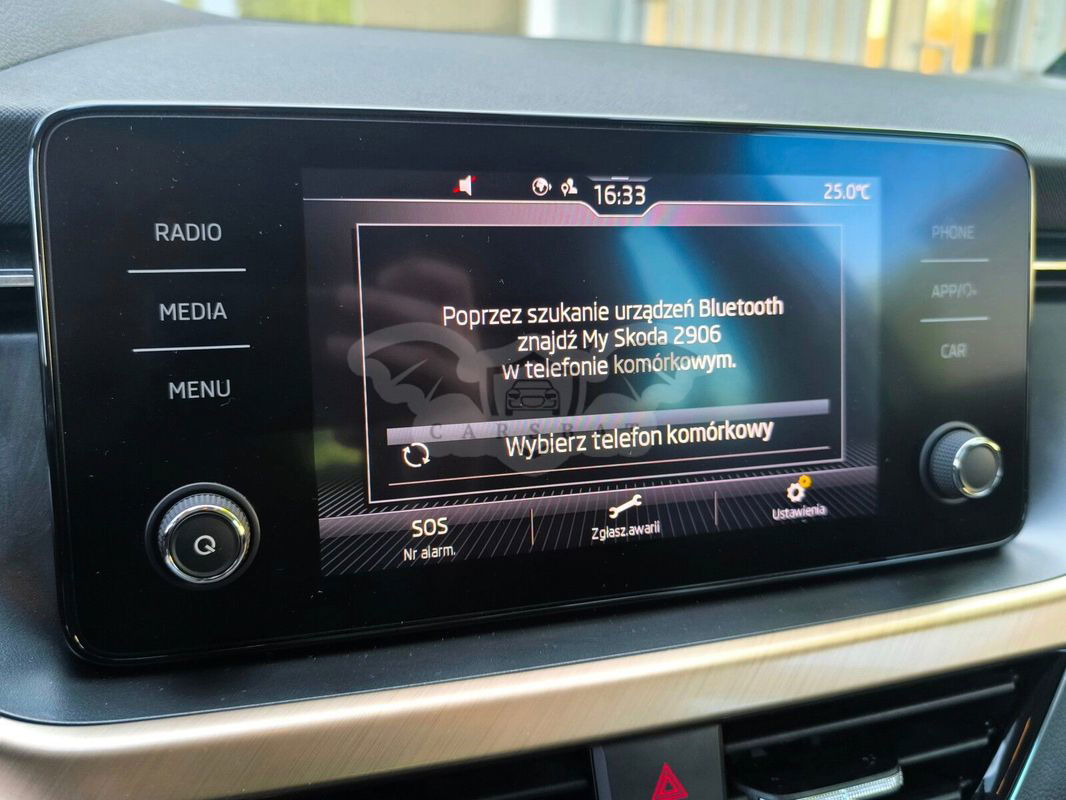 16:33
25.0°C
RADIO
MEDIA
MENU
PHONE
CAR
Poprzez szukanie urządzeń Bluetooth
znajdź My Skoda 2906
w telefonie komórkowym.
Wybierz telefon komórkowy
SOS
Nr alarm.
Zgłasz.awarii
Ustawienia